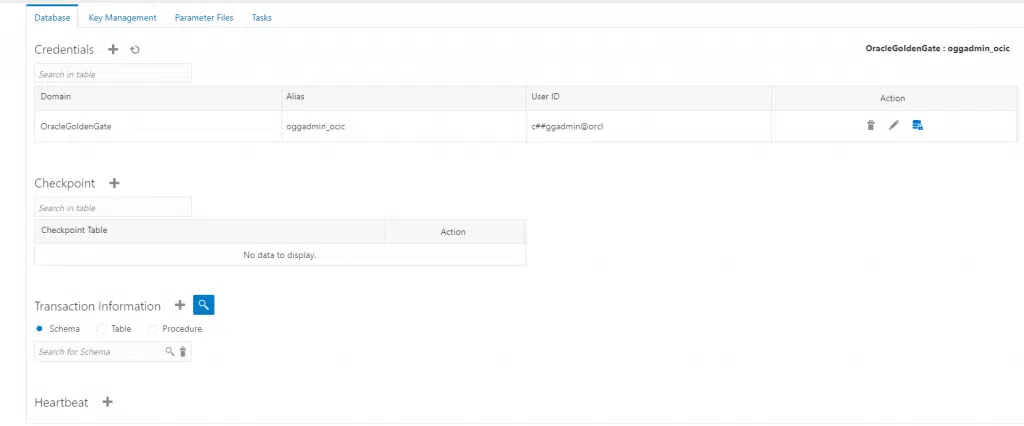 Database Key Management Parameter Files Tasks
Credentials OracleGoldenGate : oggadmin_ocic
Search in table
Domain Alias User ID Action
OracleGoldenGate oggadmin_ocic c##ggadmin@orcl
Checkpoint
Search in table
Checkpoint Table Action
No data to display.
Transaction Information
Schema Table Procedure
Search for Schema
Heartbeat